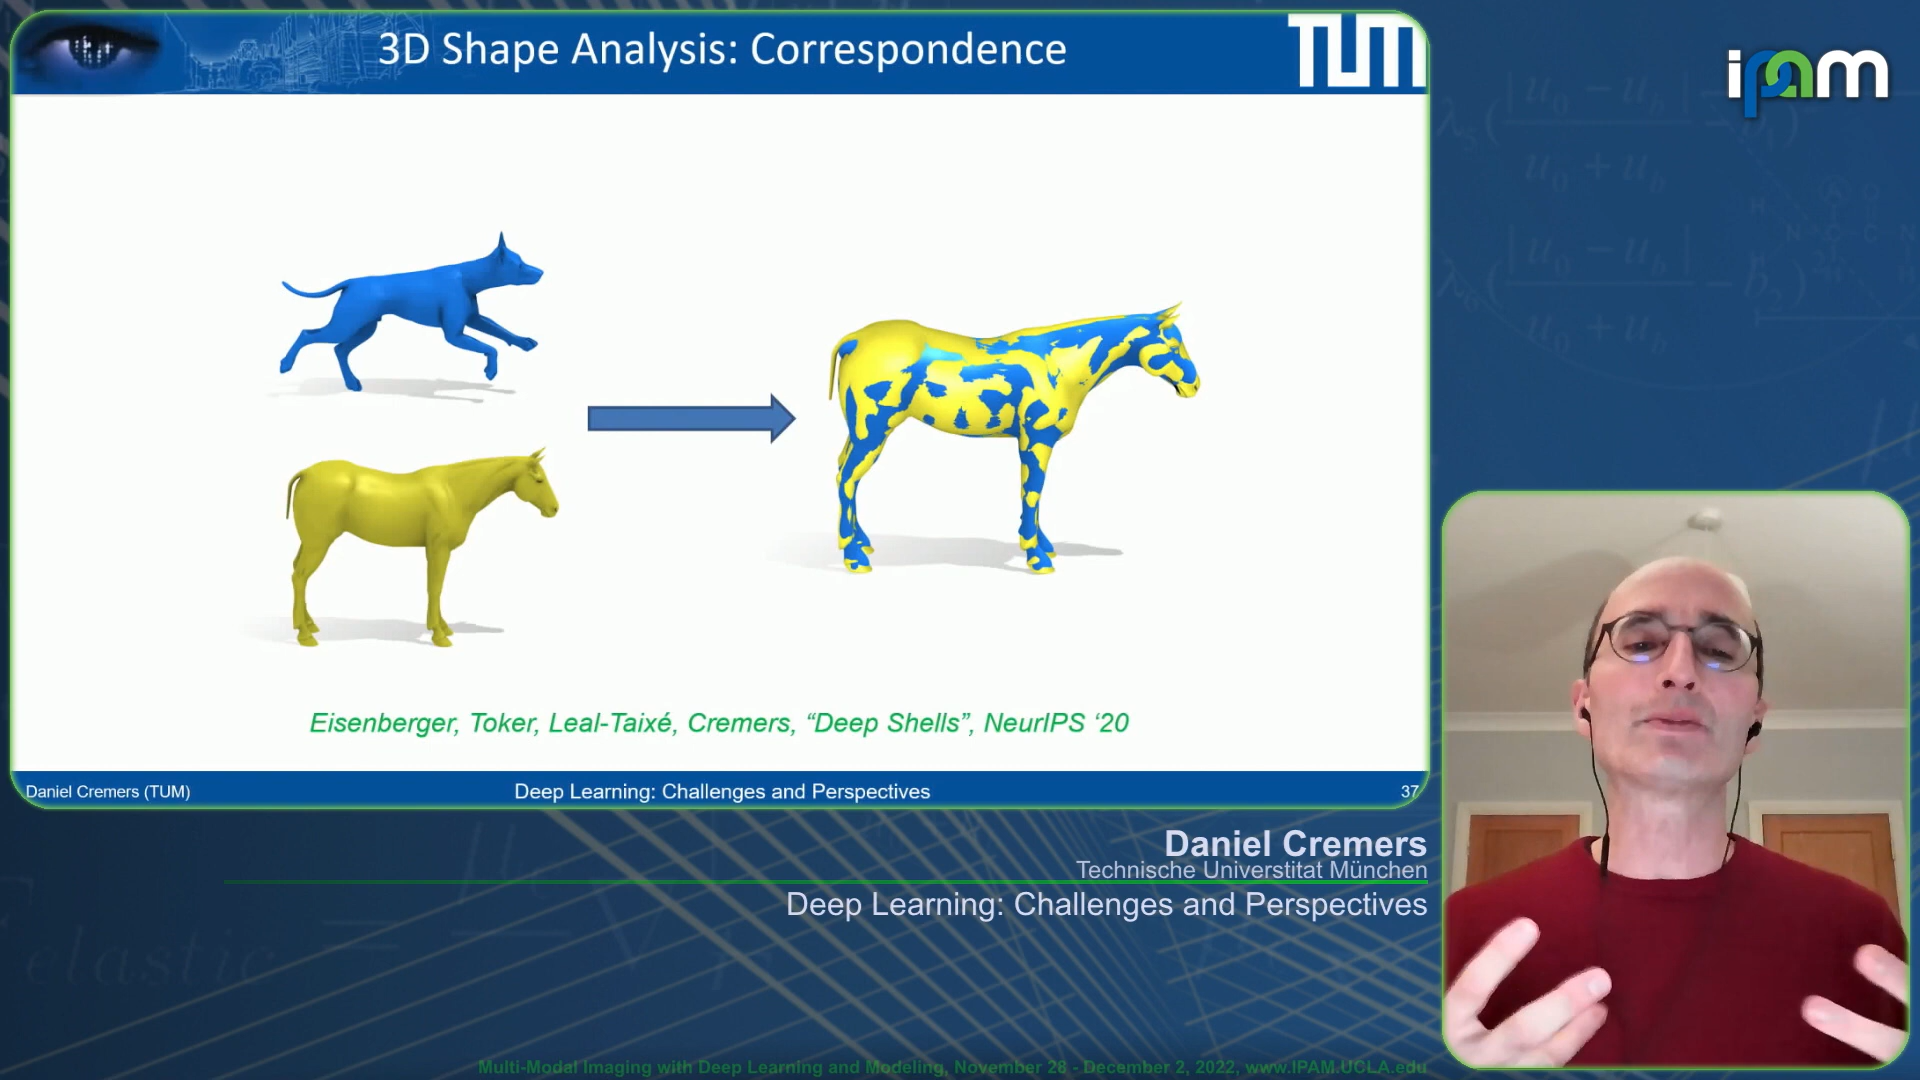 3D Shape Analysis: Correspondence
TUM
ipam
Eisenberger, Toker, Leal-Taixé, Cremers, “Deep Shells”, NeurIPS ‘20
Daniel Cremers (TUM)
Deep Learning: Challenges and Perspectives
37
Daniel Cremers
Technische Universtitat München
Deep Learning: Challenges and Perspectives
elastic
Multi-Modal Imaging with Deep Learning and Modeling, November 28 - December 2, 2022, www.IPAM.UCLA.edu